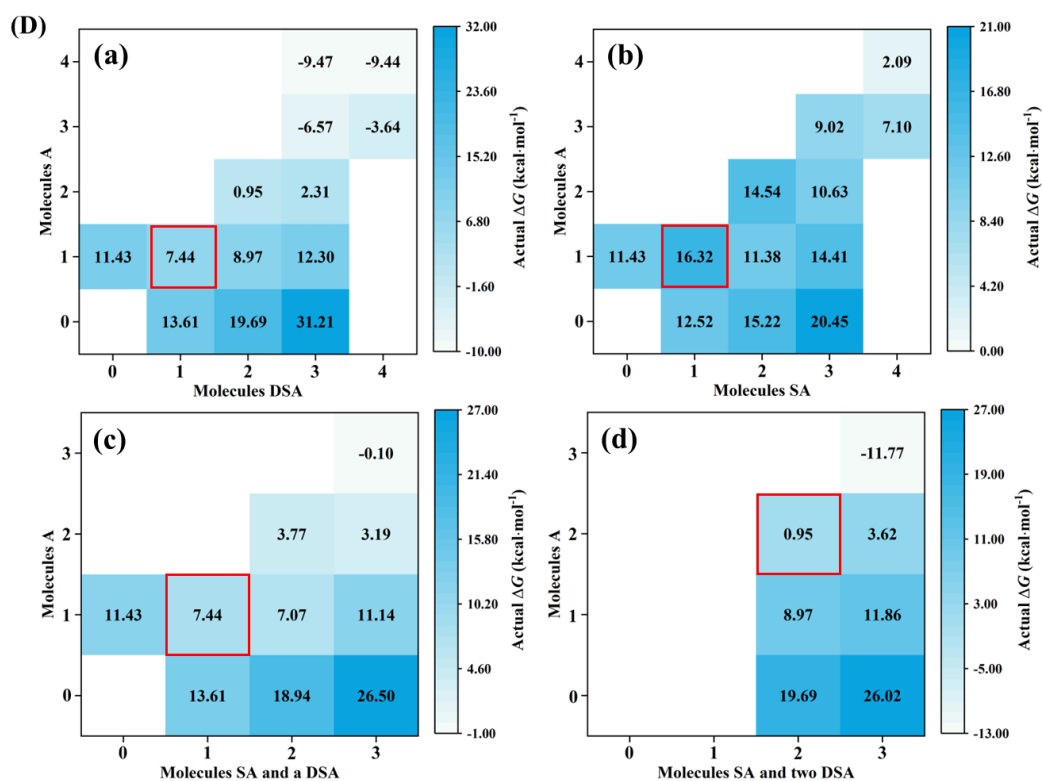 (D)
(a)
4 -9.47 -9.44
3 -6.57 -3.64
2 0.95 2.31
1 11.43 7.44 8.97 12.30
0 13.61 19.69 31.21
0 1 2 3 4
Molecules DSA
Molecules A
32.00
23.60
15.20
6.80
-1.60
-10.00
Actual ΔG (kcal·mol⁻¹)
(b)
4 2.09
3 9.02 7.10
2 14.54 10.63
1 11.43 16.32 11.38 14.41
0 12.52 15.22 20.45
0 1 2 3 4
Molecules SA
Molecules A
21.00
16.80
12.60
8.40
4.20
0.00
Actual ΔG (kcal·mol⁻¹)
(c)
3 -0.10
2 3.77 3.19
1 11.43 7.44 7.07 11.14
0 13.61 18.94 26.50
0 1 2 3
Molecules SA and a DSA
Molecules A
27.00
21.40
15.80
10.20
4.60
-1.00
Actual ΔG (kcal·mol⁻¹)
(d)
3 -11.77
2 0.95 3.62
1 8.97 11.86
0 19.69 26.02
0 1 2 3
Molecules SA and two DSA
Molecules A
27.00
19.00
11.00
3.00
-5.00
-13.00
Actual ΔG (kcal·mol⁻¹)